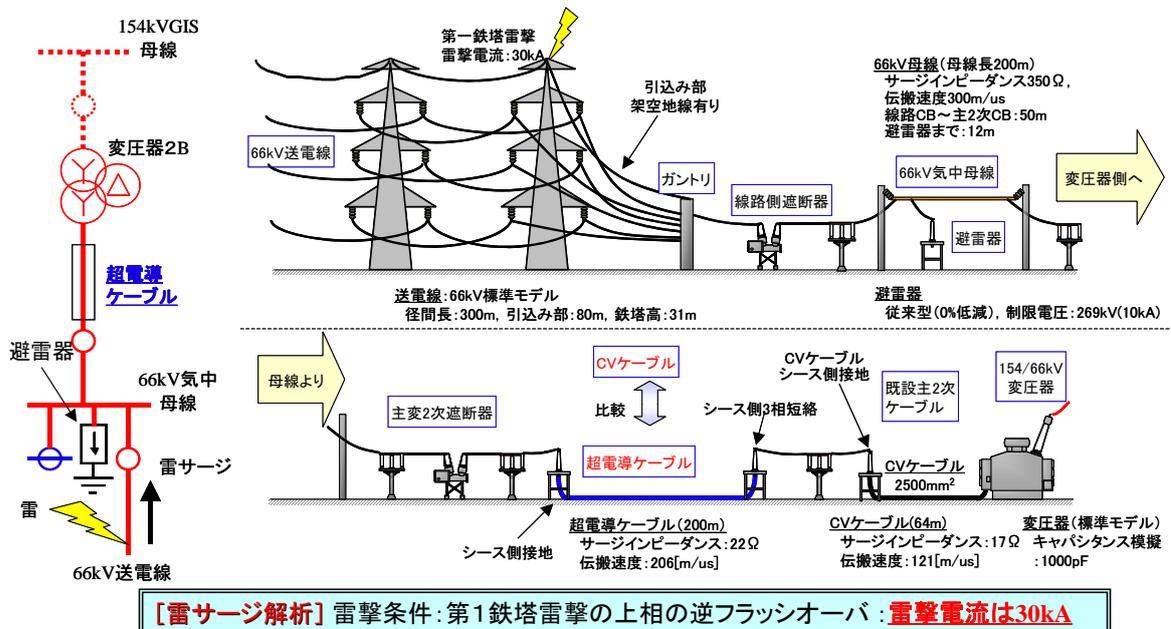 154kVGIS
母線
変圧器2B
超電導
ケーブル
避雷器
66kV気中
母線
雷サージ
雷
66kV送電線
第一鉄塔雷撃
雷撃電流:30kA
引込み部
架空地線有り
66kV母線(母線長200m)
サージインピーダンス350Ω,
伝搬速度300m/us
線路CB~主2次CB:50m
避雷器まで:12m
66kV送電線
ガントリ
線路側遮断器
66kV気中母線
避雷器
変圧器側へ
送電線:66kV標準モデル
径間長:300m, 引込み部:80m, 鉄塔高:31m
避雷器
従来型(0%低減), 制限電圧:269kV(10kA)
母線より
主変2次遮断器
CVケーブル
比較
超電導ケーブル
シース側3相短絡
CVケーブル
シース側接地
既設主2次
ケーブル
154/66kV
変圧器
CVケーブル
2500mm²
シース側接地
超電導ケーブル(200m)
サージインピーダンス:22Ω
伝搬速度:206[m/us]
CVケーブル(64m)
サージインピーダンス:17Ω
伝搬速度:121[m/us]
変圧器(標準モデル)
キャパシタンス模擬
:1000pF
[雷サージ解析] 雷撃条件:第1鉄塔雷撃の上相の逆フラッシオーバ:雷撃電流は30kA